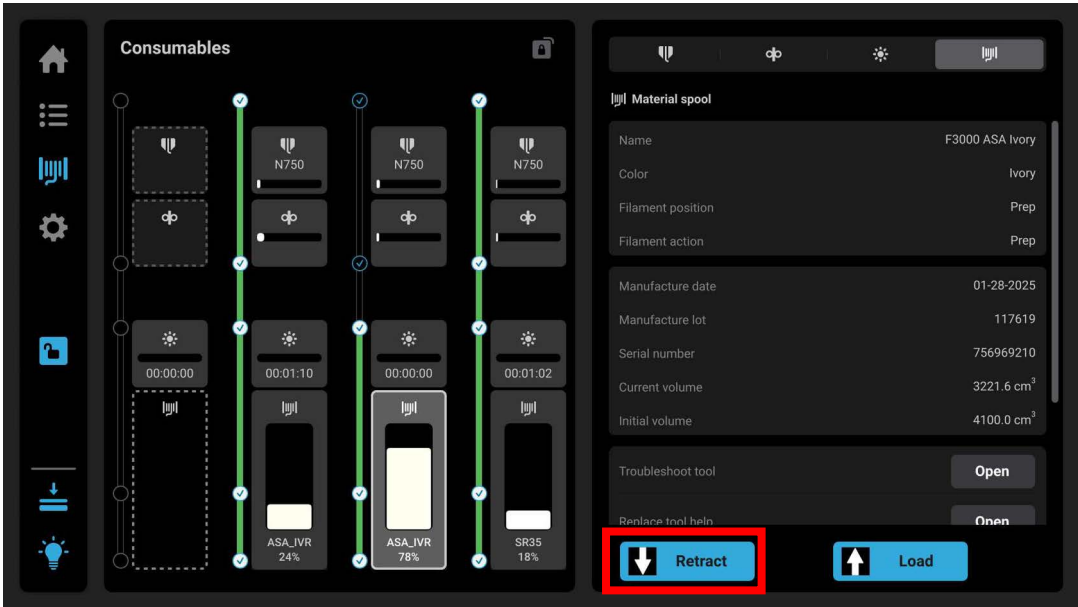 Consumables
N750
N750
N750
00:00:00
00:01:10
00:00:00
00:01:02
ASA_IVR
24%
ASA_IVR
78%
SR35
18%
Material spool
Name
F3000 ASA Ivory
Color
Ivory
Filament position
Prep
Filament action
Prep
Manufacture date
01-28-2025
Manufacture lot
117619
Serial number
756969210
Current volume
3221.6 cm³
Initial volume
4100.0 cm³
Troubleshoot tool
Open
Replace tool help
Open
Retract
Load